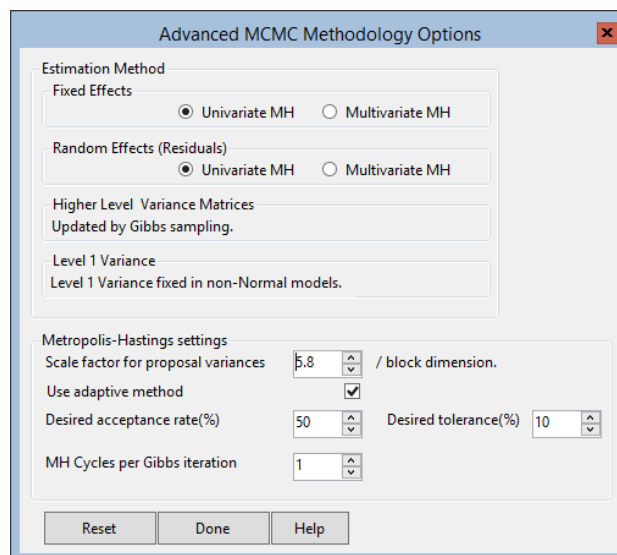 Advanced MCMC Methodology Options
Estimation Method
Fixed Effects
Univariate MH Multivariate MH
Random Effects (Residuals)
Univariate MH Multivariate MH
Higher Level Variance Matrices
Updated by Gibbs sampling.
Level 1 Variance
Level 1 Variance fixed in non-Normal models.
Metropolis-Hastings settings
Scale factor for proposal variances 5.8 / block dimension.
Use adaptive method
Desired acceptance rate(%) 50 Desired tolerance(%) 10
MH Cycles per Gibbs iteration 1
Reset Done Help